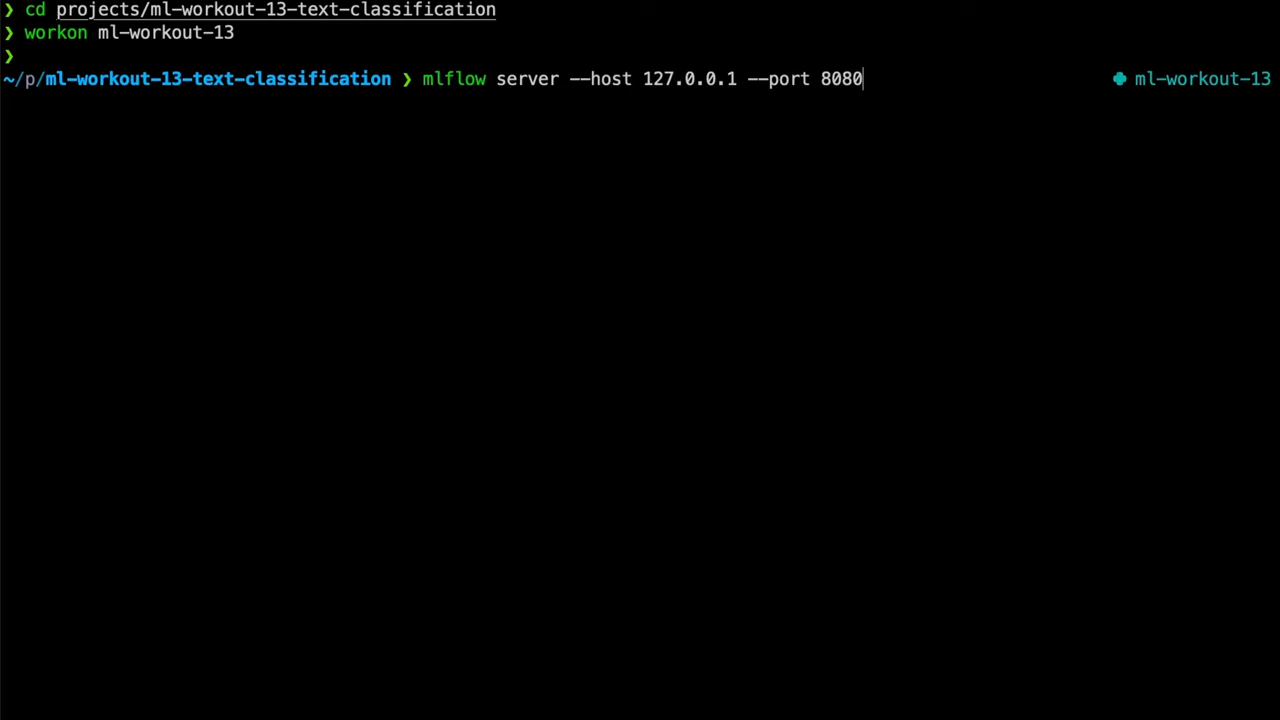 ❯ cd projects/ml-workout-13-text-classification
❯ workon ml-workout-13
❯
~/p/ml-workout-13-text-classification ❯ mlflow server --host 127.0.0.1 --port 8080 ml-workout-13